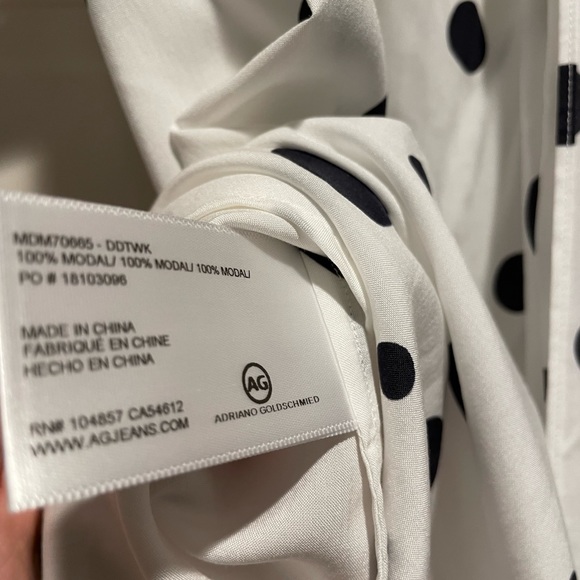 MDM70665 - DDTWK
100% MODAL/ 100% MODAL/ 100% MODAL/
PO # 18103096
MADE IN CHINA
FABRIQUÉ EN CHINE
HECHO EN CHINA
RN# 104857 CA54612
WWW.AGJEANS.COM
AG
ADRIANO GOLDSCHMIED